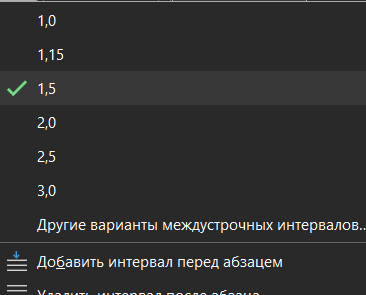 1,0
1,15
1,5
2,0
2,5
3,0
Другие варианты междустрочных интервалов..
Добавить интервал перед абзацем
Удалить интервал после абзаца